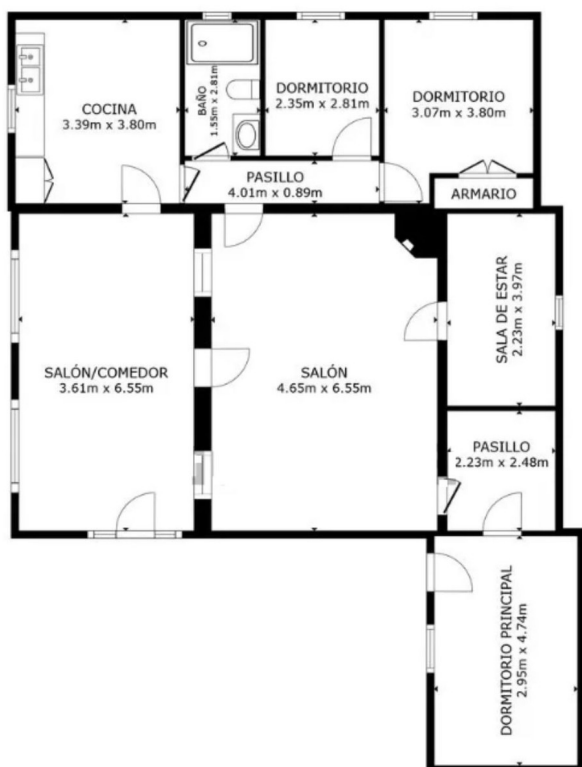 COCINA
3.39m x 3.80m
BAÑO
1.55m x 2.81m
DORMITORIO
2.35m x 2.81m
DORMITORIO
3.07m x 3.80m
PASILLO
4.01m x 0.89m
ARMARIO
SALÓN/COMEDOR
3.61m x 6.55m
SALÓN
4.65m x 6.55m
SALA DE ESTAR
2.23m x 3.97m
PASILLO
2.23m x 2.48m
DORMITORIO PRINCIPAL
2.95m x 4.74m